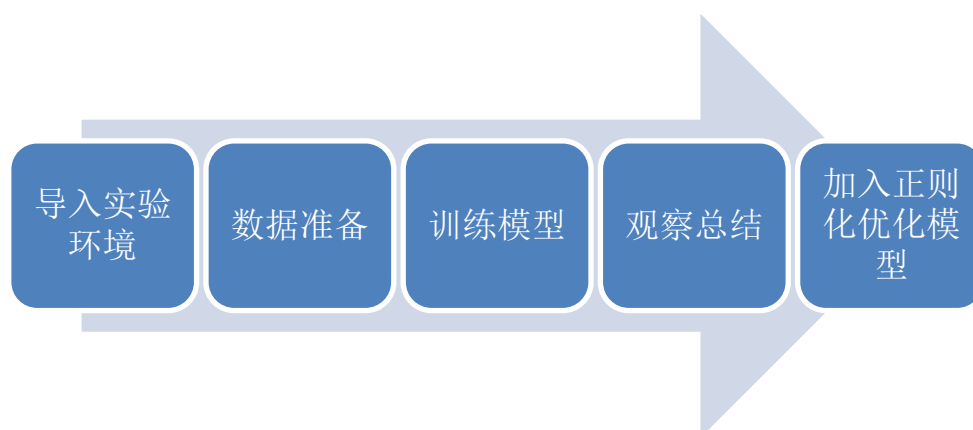 导入实验
环境
数据准备
训练模型
观察总结
加入正则
化优化模
型